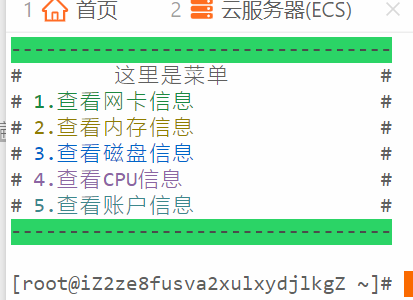 1 首页 2 云服务器(ECS)
----------------------------------
# 这里是菜单 #
# 1.查看网卡信息 #
# 2.查看内存信息 #
# 3.查看磁盘信息 #
# 4.查看CPU信息 #
# 5.查看账户信息 #
----------------------------------
[root@iZ2ze8fusva2xulxydjlkgZ ~]#